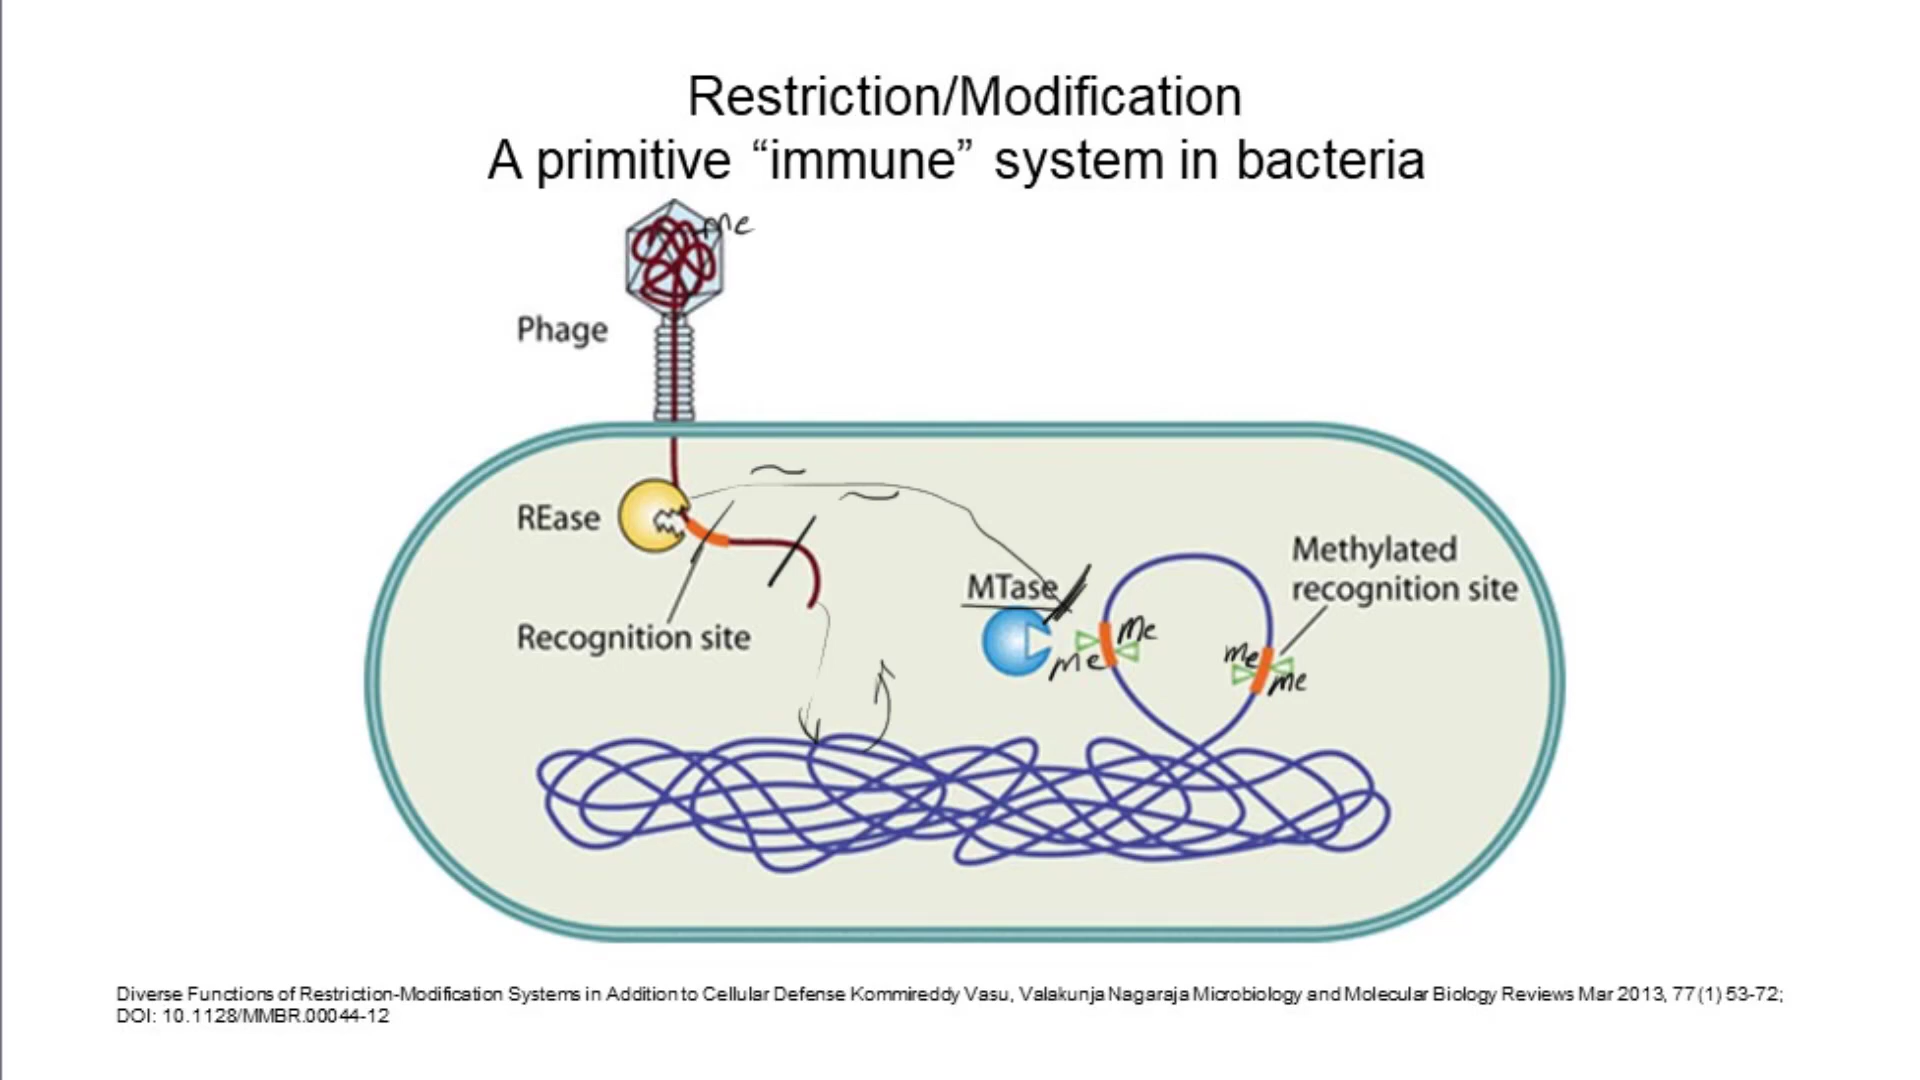 Restriction/Modification
A primitive “immune” system in bacteria
me
Phage
REase
Recognition site
MTase
Methylated
recognition site
Me
me
me
me
Diverse Functions of Restriction-Modification Systems in Addition to Cellular Defense Kommireddy Vasu, Valakunja Nagaraja Microbiology and Molecular Biology Reviews Mar 2013, 77 (1) 53-72;
DOI: 10.1128/MMBR.00044-12